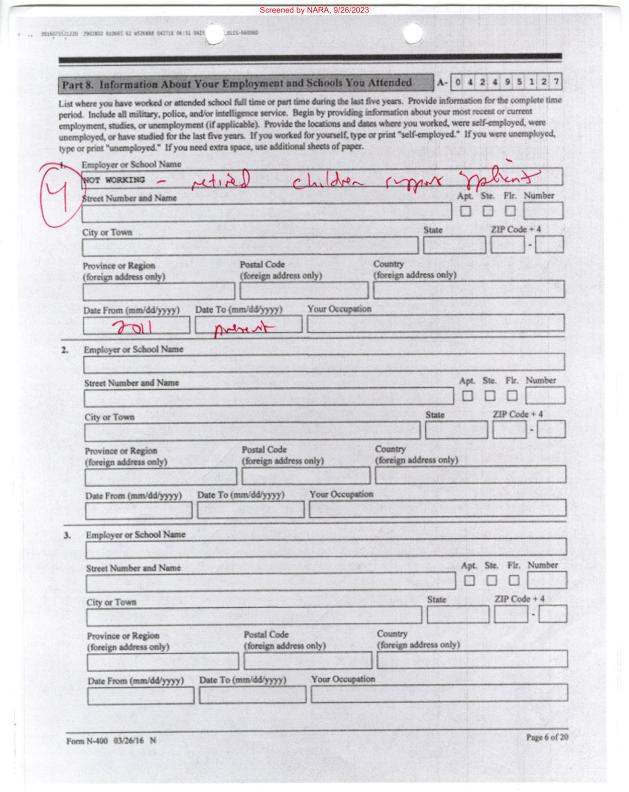 Screened by NARA, 9/26/2023
Part 8. Information About Your Employment and Schools You Attended A- 0 4 2 4 9 5 1 2 7
List where you have worked or attended school full time or part time during the last five years. Provide information for the complete time
period. Include all military, police, and/or intelligence service. Begin by providing information about your most recent or current
employment, studies, or unemployment (if applicable). Provide the locations and dates where you worked, were self-employed, were
unemployed, or have studied for the last five years. If you worked for yourself, type or print "self-employed." If you were unemployed,
type or print "unemployed." If you need extra space, use additional sheets of paper.
1. Employer or School Name
4
NOT WORKING - retired children support applicant
Street Number and Name Apt. Ste. Flr. Number
City or Town State ZIP Code + 4
-
Province or Region Postal Code Country
(foreign address only) (foreign address only) (foreign address only)
Date From (mm/dd/yyyy) Date To (mm/dd/yyyy) Your Occupation
2011 present
2. Employer or School Name
Street Number and Name Apt. Ste. Flr. Number
City or Town State ZIP Code + 4
-
Province or Region Postal Code Country
(foreign address only) (foreign address only) (foreign address only)
Date From (mm/dd/yyyy) Date To (mm/dd/yyyy) Your Occupation
3. Employer or School Name
Street Number and Name Apt. Ste. Flr. Number
City or Town State ZIP Code + 4
-
Province or Region Postal Code Country
(foreign address only) (foreign address only) (foreign address only)
Date From (mm/dd/yyyy) Date To (mm/dd/yyyy) Your Occupation
Form N-400 03/26/16 N Page 6 of 20